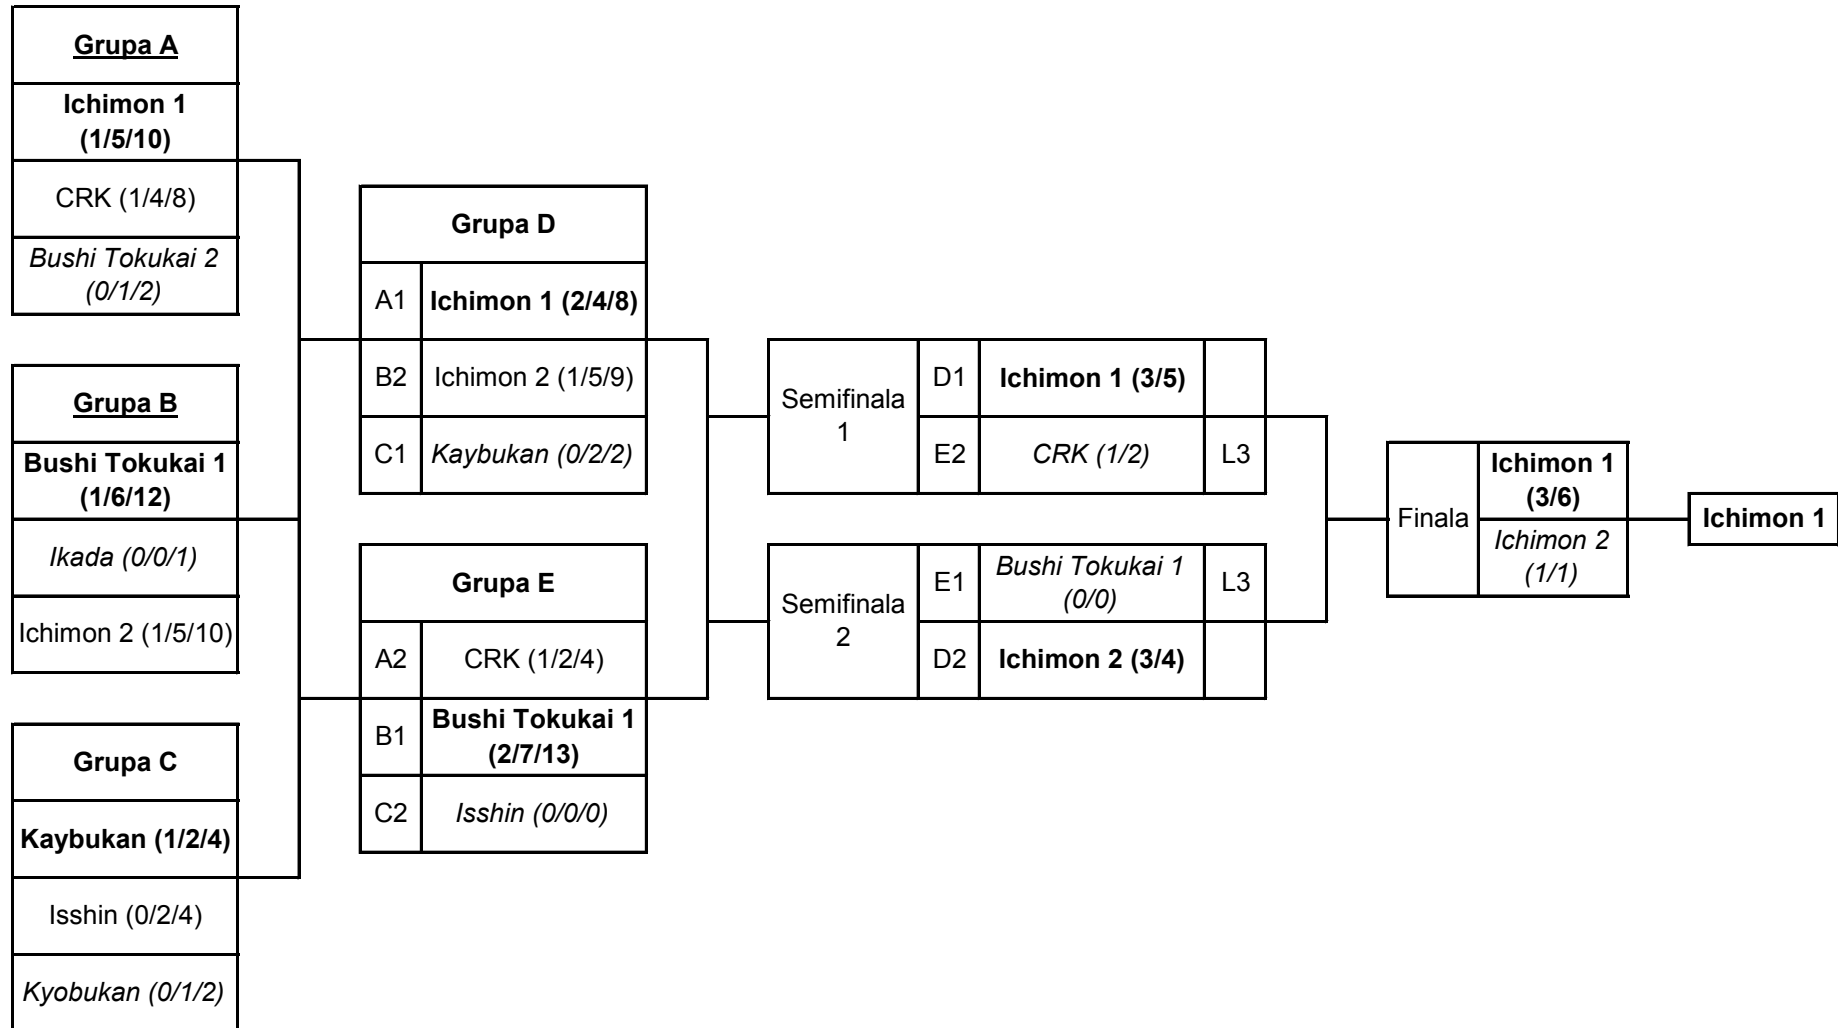 Grupa A
Ichimon 1
(1/5/10)
CRK (1/4/8)
Bushi Tokukai 2
(0/1/2)
Grupa B
Bushi Tokukai 1
(1/6/12)
Ikada (0/0/1)
Ichimon 2 (1/5/10)
Grupa C
Kaybukan (1/2/4)
Isshin (0/2/4)
Kyobukan (0/1/2)
Grupa D
A1 Ichimon 1 (2/4/8)
B2 Ichimon 2 (1/5/9)
C1 Kaybukan (0/2/2)
Grupa E
A2 CRK (1/2/4)
B1 Bushi Tokukai 1
(2/7/13)
C2 Isshin (0/0/0)
Semifinala
1
D1 Ichimon 1 (3/5)
E2 CRK (1/2) L3
Semifinala
2
E1 Bushi Tokukai 1
(0/0) L3
D2 Ichimon 2 (3/4)
Finala
Ichimon 1
(3/6)
Ichimon 2
(1/1)
Ichimon 1